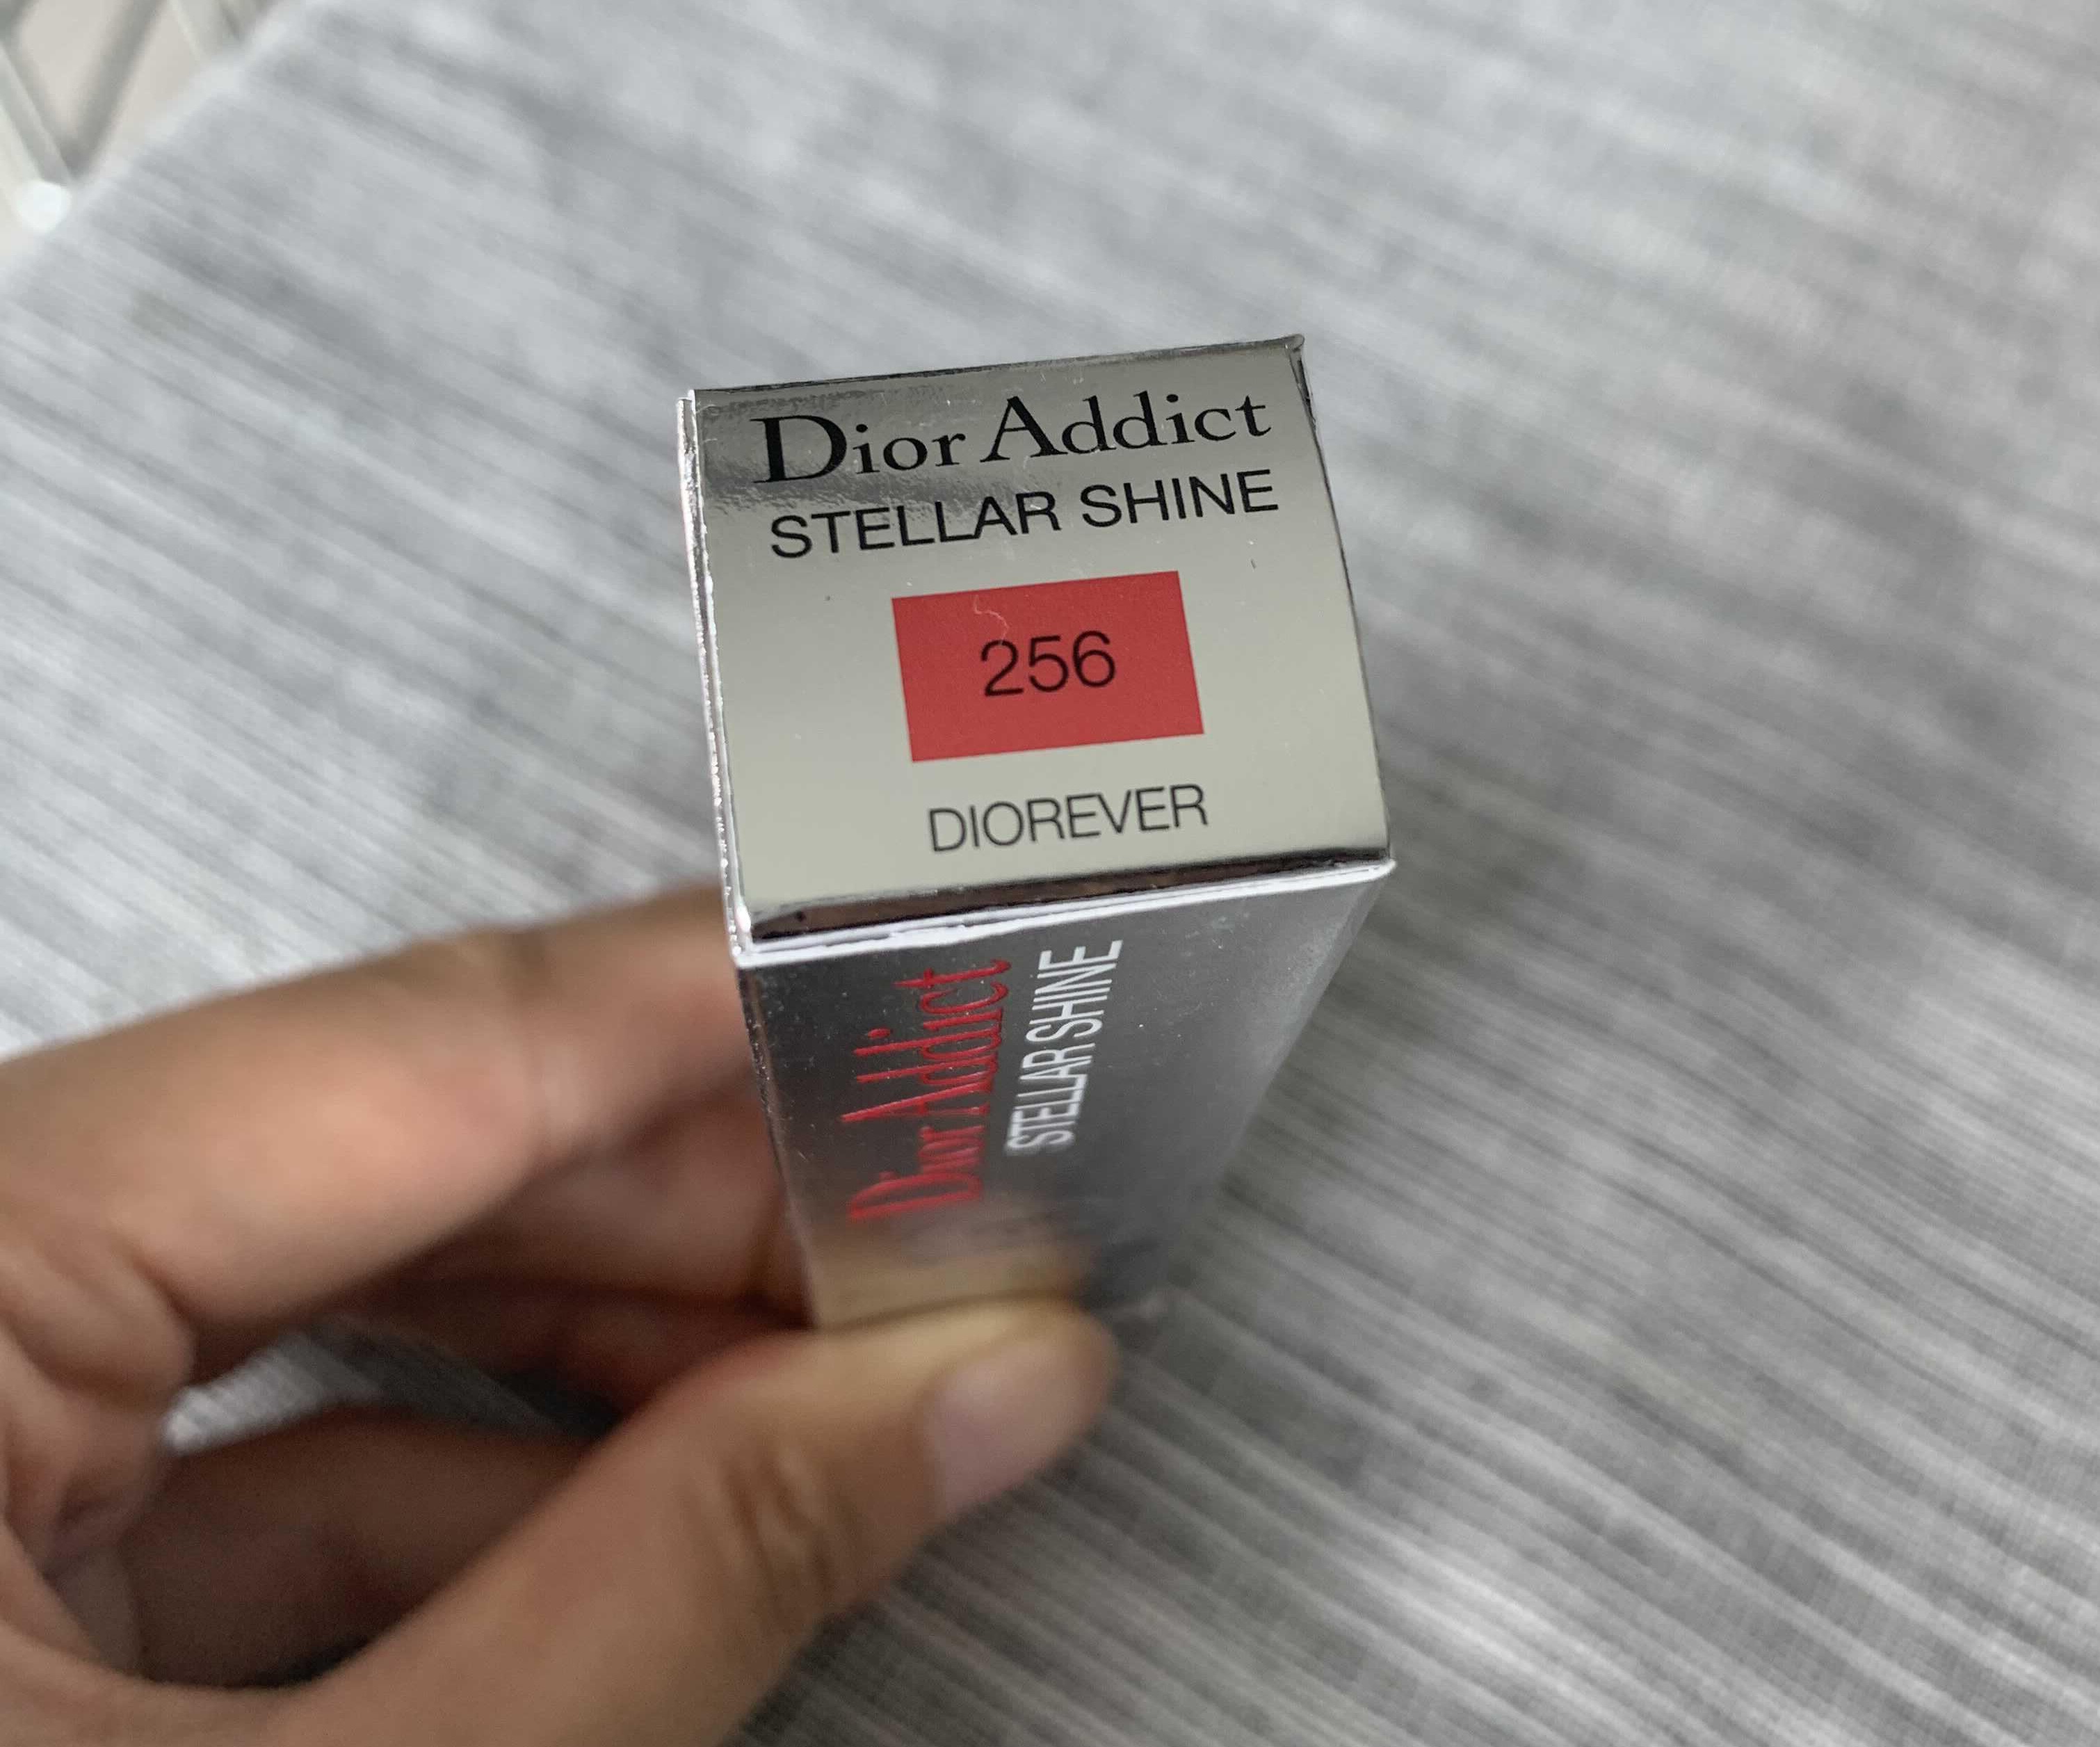 Dior Addict
STELLAR SHINE
256
DIOREVER
Dior Addict
STELLAR SHINE